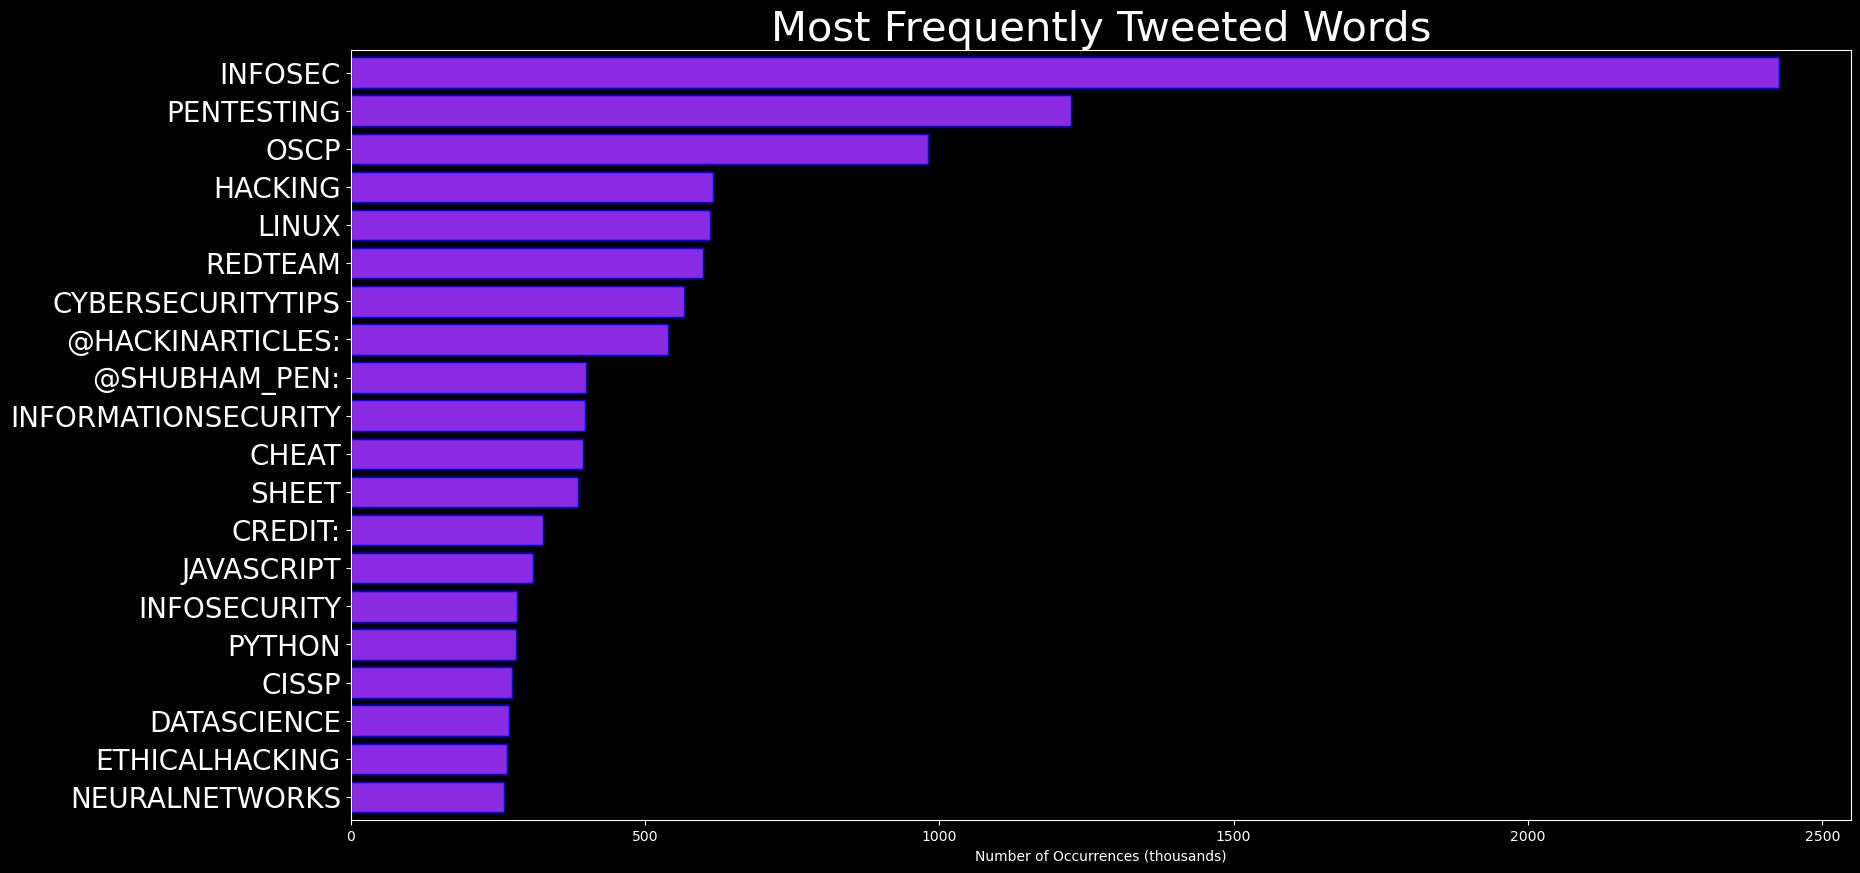 Most Frequently Tweeted Words
INFOSEC
PENTESTING
OSCP
HACKING
LINUX
REDTEAM
CYBERSECURITYTIPS
@HACKINARTICLES:
@SHUBHAM_PEN:
INFORMATIONSECURITY
CHEAT
SHEET
CREDIT:
JAVASCRIPT
INFOSECURITY
PYTHON
CISSP
DATASCIENCE
ETHICALHACKING
NEURALNETWORKS
0 500 1000 1500 2000 2500
Number of Occurrences (thousands)